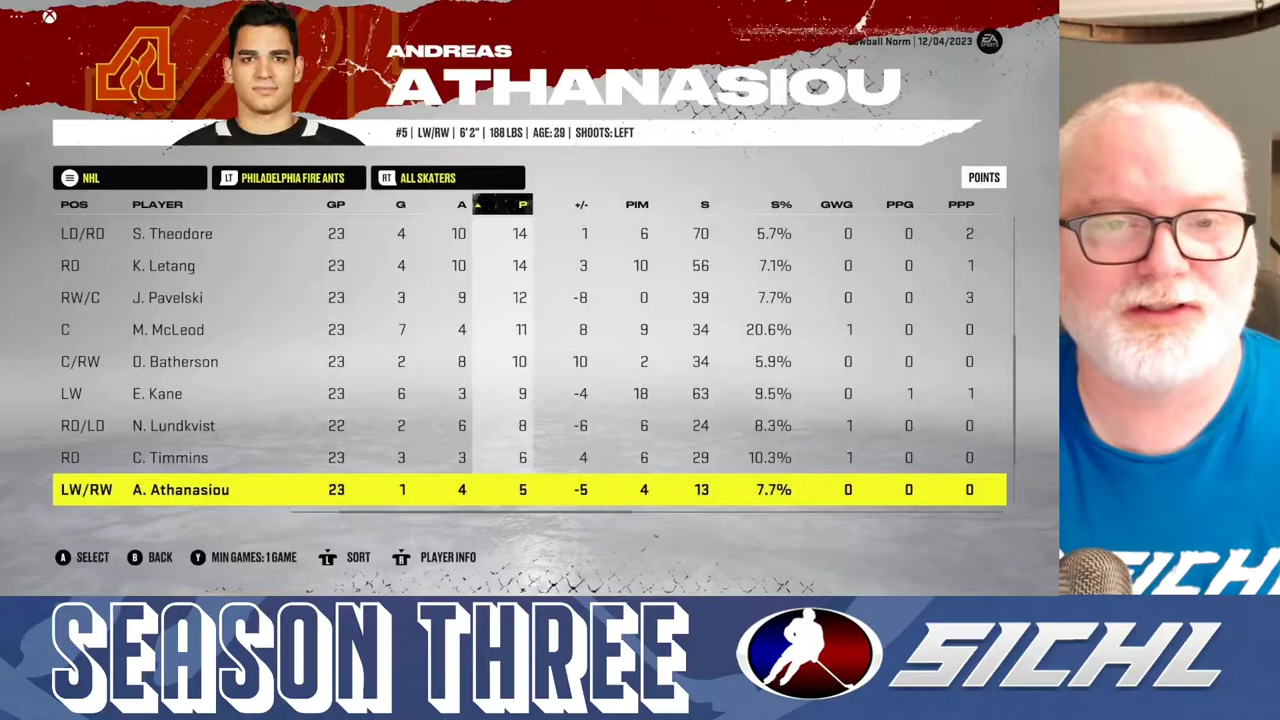 ANDREAS
ATHANASIOU
owball Norm | 12/04/2023
EA SPORTS
#5 | LW/RW | 6' 2" | 188 LBS | AGE: 29 | SHOOTS: LEFT
NHL
LT PHILADELPHIA FIRE ANTS
RT ALL SKATERS
POINTS
POS PLAYER GP G A P +/- PIM S S% GWG PPG PPP
LD/RD S. Theodore 23 4 10 14 1 6 70 5.7% 0 0 2
RD K. Letang 23 4 10 14 3 10 56 7.1% 0 0 1
RW/C J. Pavelski 23 3 9 12 -8 0 39 7.7% 0 0 3
C M. McLeod 23 7 4 11 8 9 34 20.6% 1 0 0
C/RW D. Batherson 23 2 8 10 10 2 34 5.9% 0 0 0
LW E. Kane 23 6 3 9 -4 18 63 9.5% 0 1 1
RD/LD N. Lundkvist 22 2 6 8 -6 6 24 8.3% 1 0 0
RD C. Timmins 23 3 3 6 4 6 29 10.3% 1 0 0
LW/RW A. Athanasiou 23 1 4 5 -5 4 13 7.7% 0 0 0
A SELECT B BACK Y MIN GAMES: 1 GAME L SORT R PLAYER INFO
SICH
SEASON THREE
SICHL